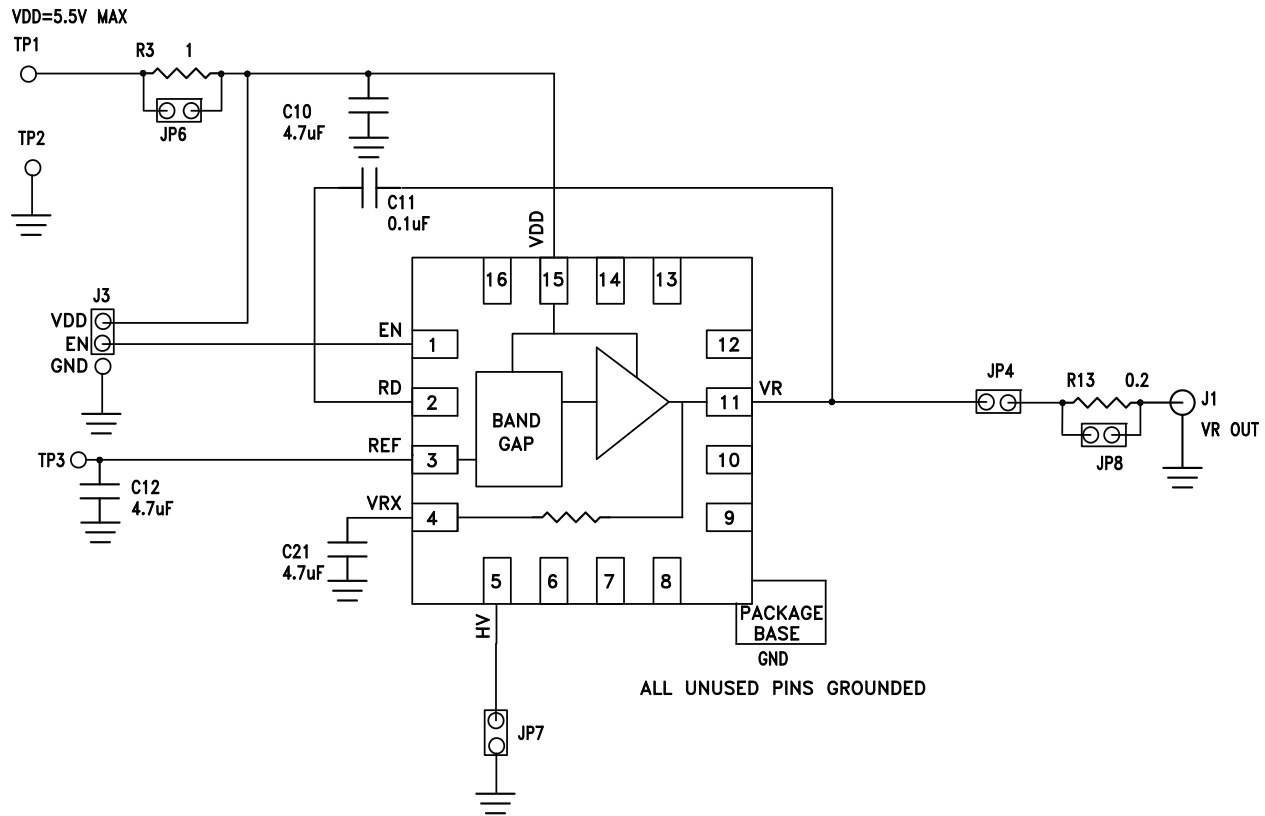 VDD=5.5V MAX
TP1
R3 1
JP6
C10
4.7uF
TP2
C11
0.1uF
VDD
16 15 14 13
J3
VDD
EN
GND
EN
1
12
RD
2
11
VR
JP4
R13 0.2
J1
VR OUT
JP8
BAND
GAP
REF
3
10
TP3
C12
4.7uF
VRX
4
9
C21
4.7uF
5 6 7 8
HV
PACKAGE
BASE
GND
ALL UNUSED PINS GROUNDED
JP7